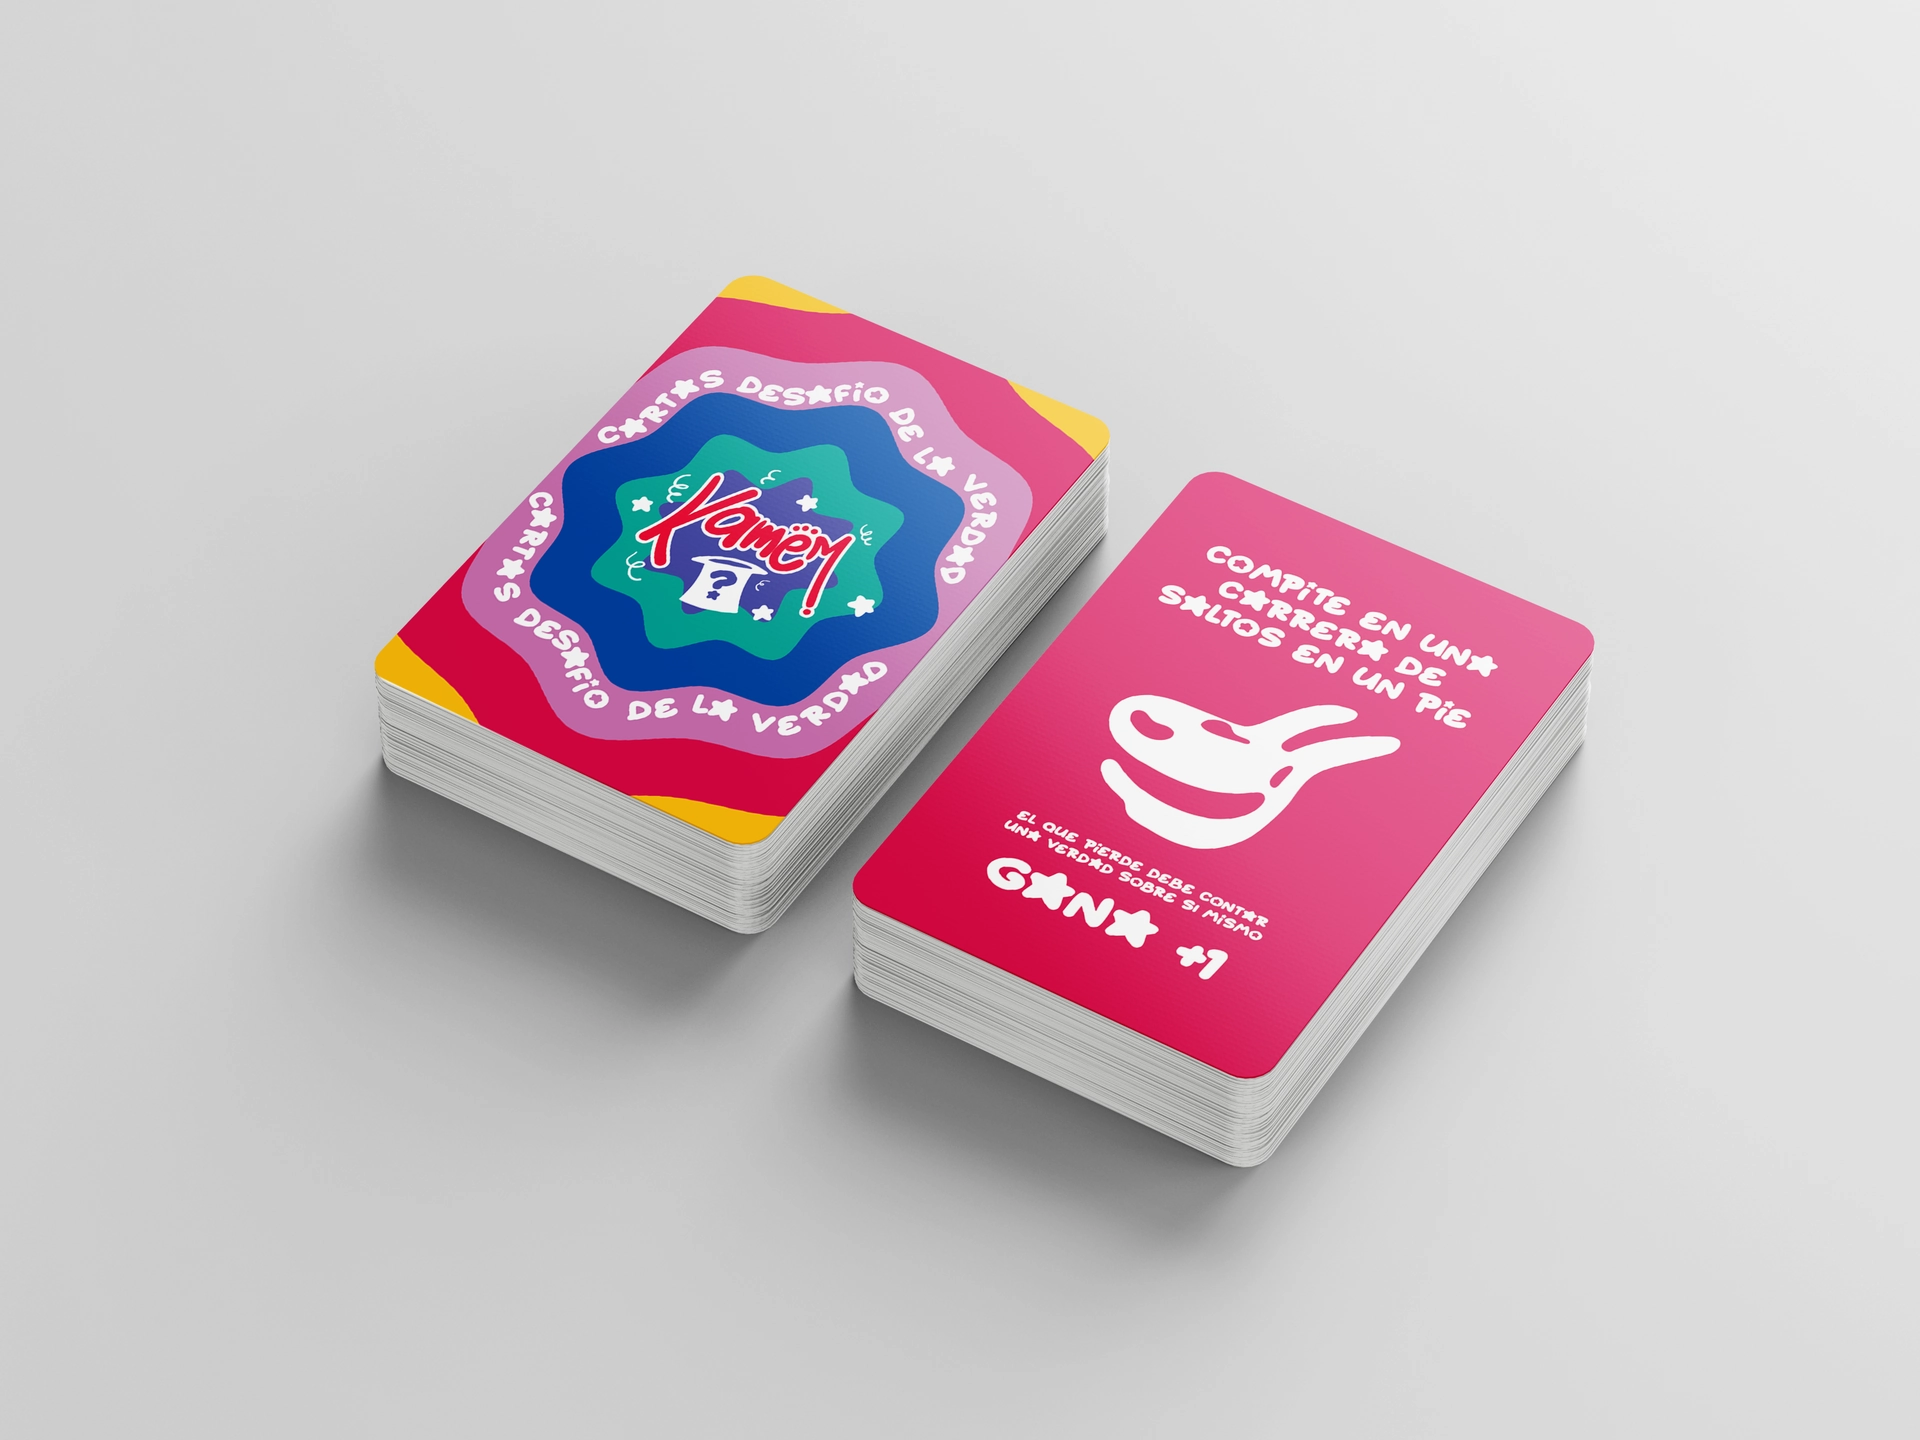 CARTAS DESAFIO DE LA VERDAD
Kamëm
?
CARTAS DESAFIO DE LA VERDAD
COMPITE EN UNA
CARRERA DE
SALTOS EN UN PIE
EL QUE PIERDE DEBE CONTAR
UNA VERDAD SOBRE SI MISMO
GANA +1